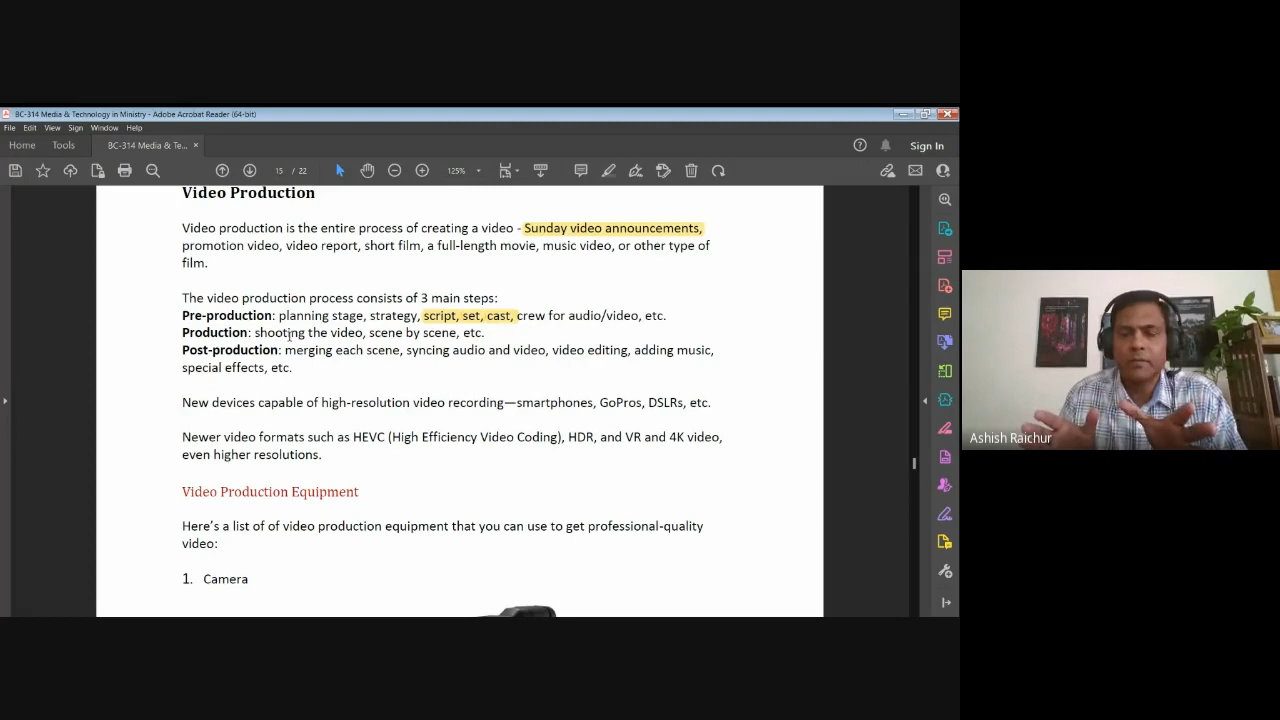 BC-314 Media & Technology in Ministry - Adobe Acrobat Reader (64-bit)
File Edit View Sign Window Help
Home Tools BC-314 Media & Te... × Sign In
15 / 22 125%
Video Production
Video production is the entire process of creating a video - Sunday video announcements,
promotion video, video report, short film, a full-length movie, music video, or other type of
film.
The video production process consists of 3 main steps:
Pre-production: planning stage, strategy, script, set, cast, crew for audio/video, etc.
Production: shooting the video, scene by scene, etc.
Post-production: merging each scene, syncing audio and video, video editing, adding music,
special effects, etc.
New devices capable of high-resolution video recording—smartphones, GoPros, DSLRs, etc.
Newer video formats such as HEVC (High Efficiency Video Coding), HDR, and VR and 4K video,
even higher resolutions.
Video Production Equipment
Here's a list of of video production equipment that you can use to get professional-quality
video:
1. Camera
Ashish Raichur